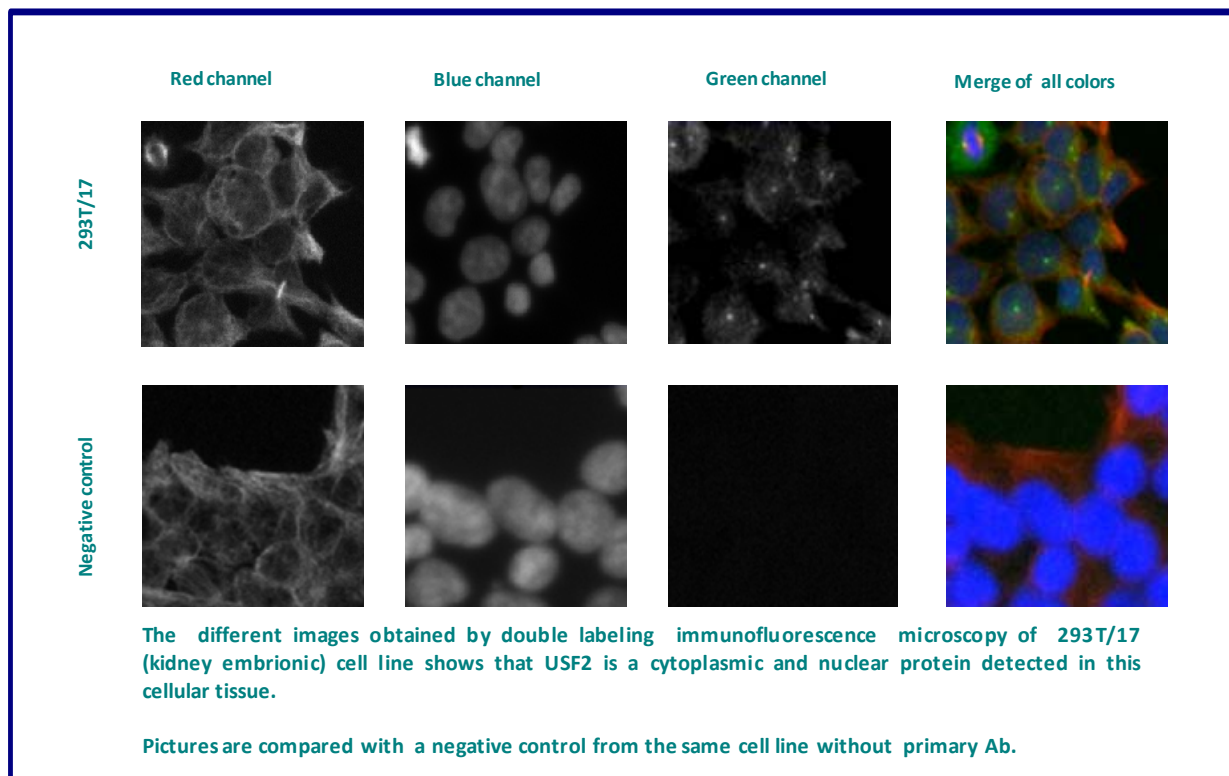 Red channel
Blue channel
Green channel
Merge of all colors
293T/17
Negative control
The different images obtained by double labeling immunofluorescence microscopy of 293T/17
(kidney embrionic) cell line shows that USF2 is a cytoplasmic and nuclear protein detected in this
cellular tissue.
Pictures are compared with a negative control from the same cell line without primary Ab.